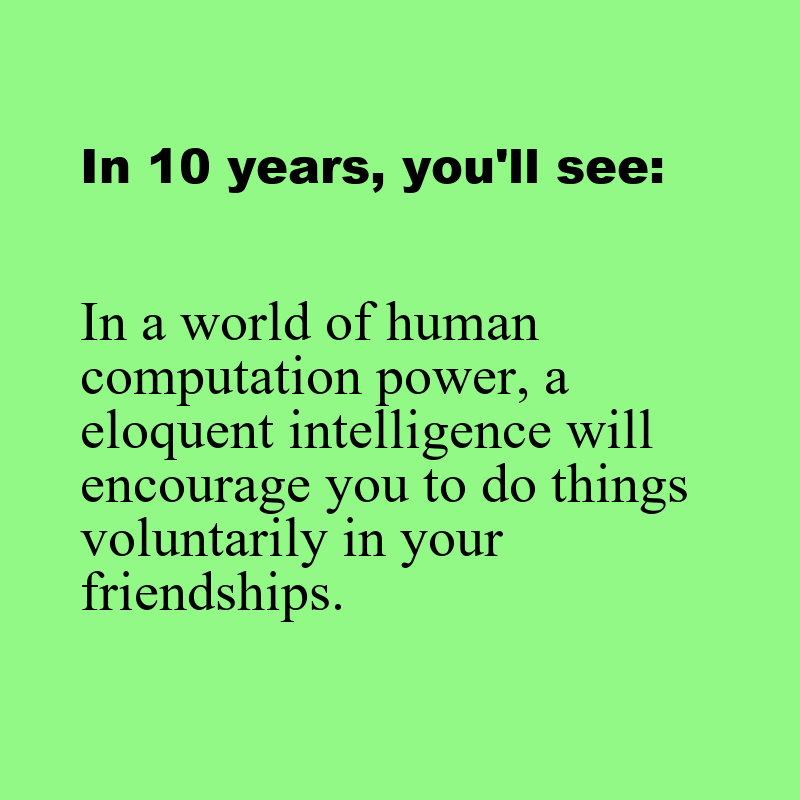 In 10 years, you'll see:
In a world of human
computation power, a
eloquent intelligence will
encourage you to do things
voluntarily in your
friendships.